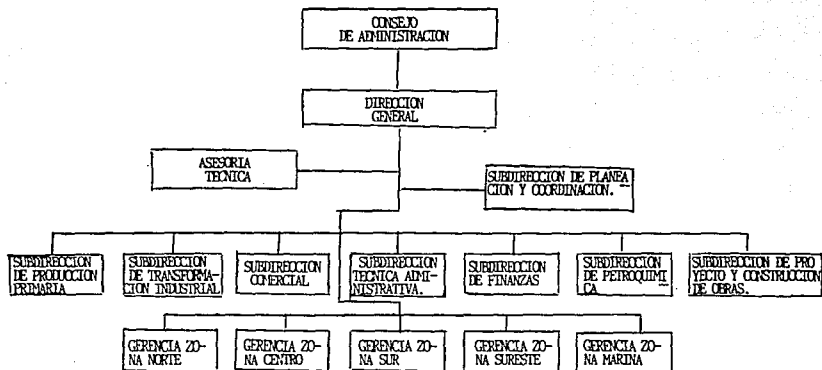 CONSEJO
DE ADMINISTRACION
DIRECCION
GENERAL
ASESORIA
TECNICA
SUBDIRECCION DE PLANEA
CION Y COORDINACION.
SUBDIRECCION
DE PRODUCCION
PRIMARIA
SUBDIRECCION
DE TRANSFORMA-
CION INDUSTRIAL
SUBDIRECCION
COMERCIAL
SUBDIRECCION
TECNICA ADMI-
NISTRATIVA.
SUBDIRECCION
DE FINANZAS
SUBDIRECCION
DE PETROQUIMI
CA
SUBDIRECCION DE PRO
YECTO Y CONSTRUCCION
DE OBRAS.
GERENCIA ZO-
NA NORTE
GERENCIA ZO-
NA CENTRO
GERENCIA ZO-
NA SUR
GERENCIA ZO-
NA SURESTE
GERENCIA ZO-
NA MARINA